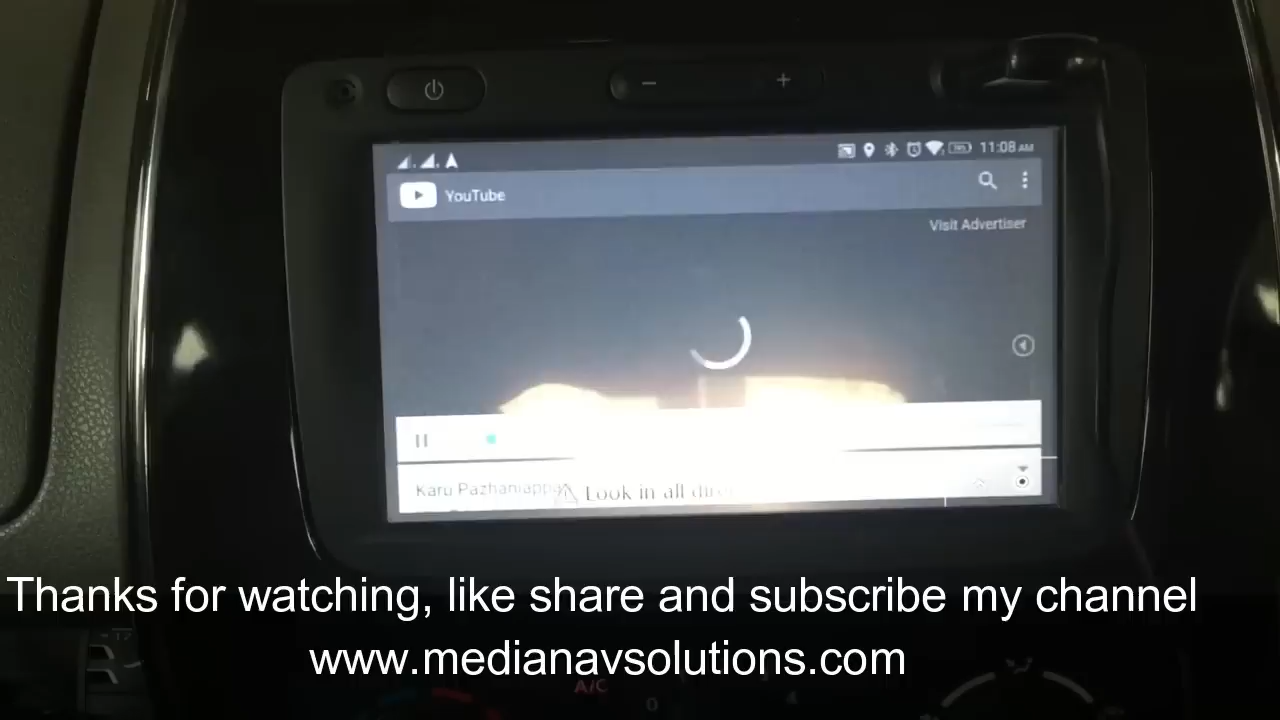 11:08 AM
YouTube
Visit Advertiser
Karu Pazhaniappan
Look in all
Thanks for watching, like share and subscribe my channel
www.medianavsolutions.com
A/C
0